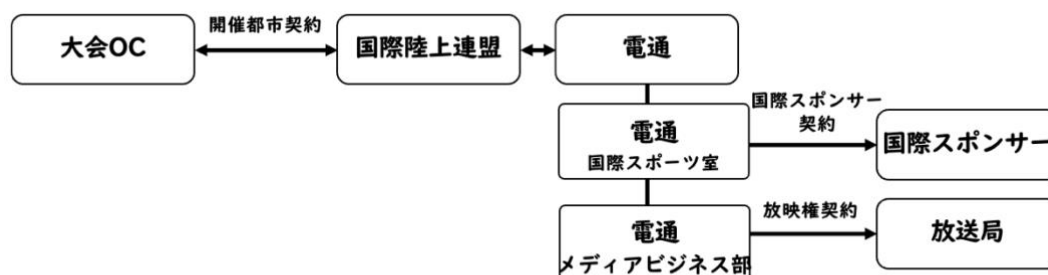 開催都市契約
大会OC
国際陸上連盟
電通
国際スポンサー
契約
電通
国際スポーツ室
国際スポンサー
放映権契約
電通
メディアビジネス部
放送局